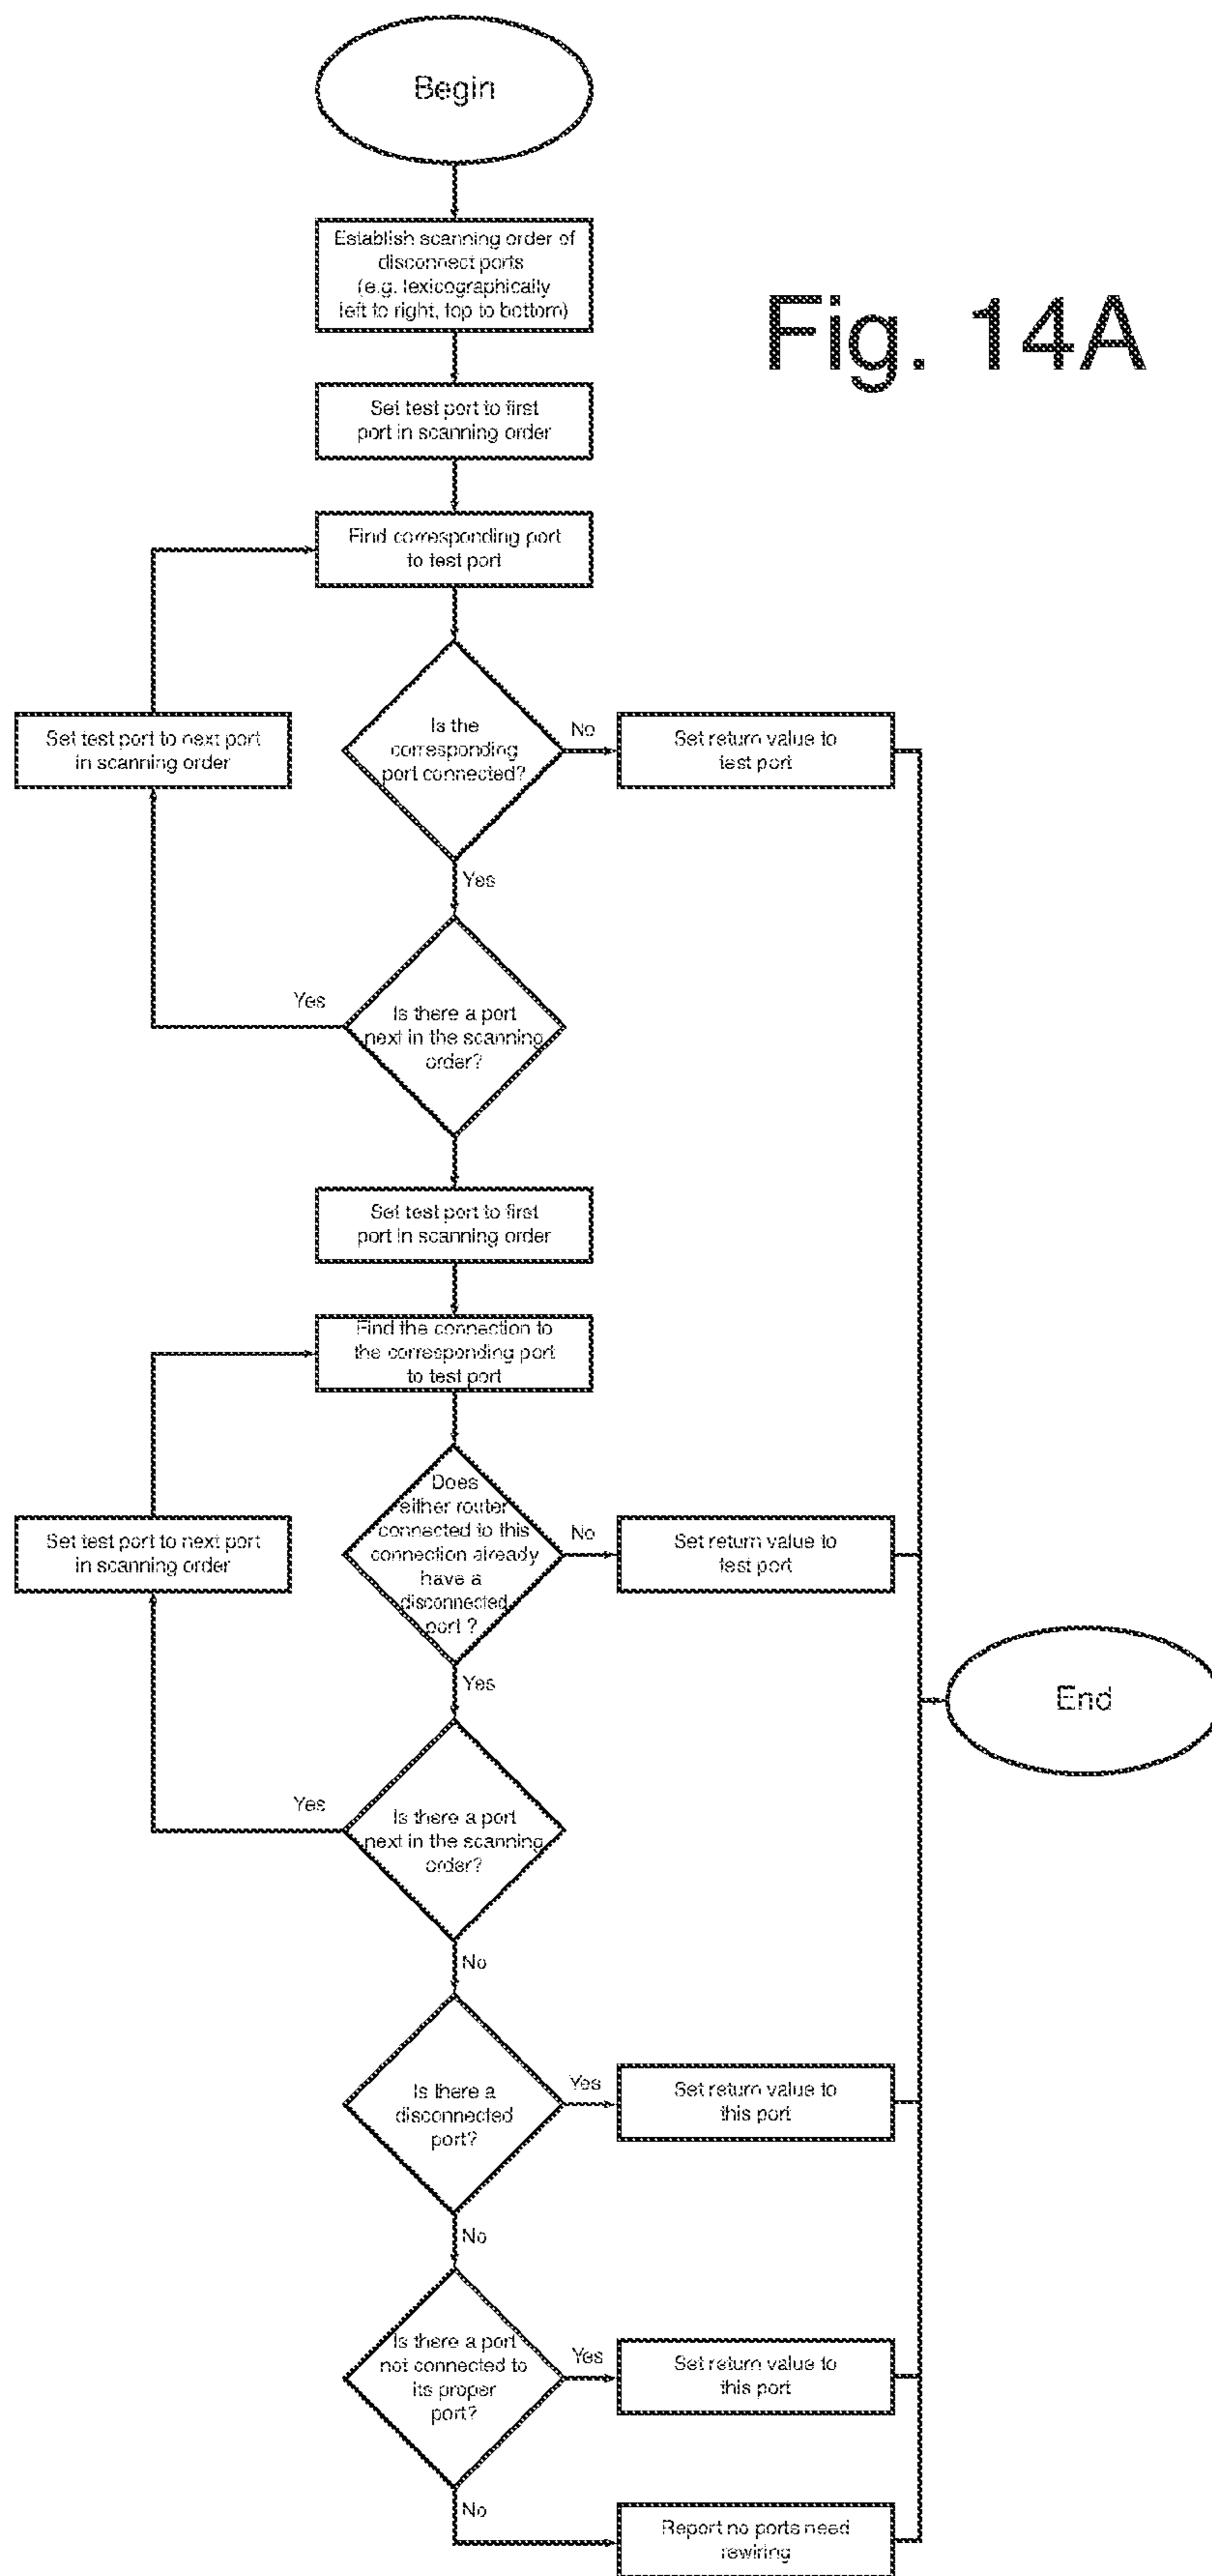 Begin
Establish scanning order of
disconnect ports
(e.g. lexicographically
left to right, top to bottom)
Fig. 14A
Set test port to first
port in scanning order
Find corresponding port
to test port
Set test port to next port
in scanning order
Is the
corresponding
port connected?
No
Set return value to
test port
Yes
Yes
Is there a port
next in the scanning
order?
Set test port to first
port in scanning order
Find the connection to
the corresponding port
to test port
Set test port to next port
in scanning order
Does
either router
connected to this
connection already
have a
disconnected
port ?
No
Set return value to
test port
Yes
End
Yes
Is there a port
next in the scanning
order?
No
Is there a
disconnected
port?
Yes
Set return value to
this port
No
Is there a port
not connected to
its proper
port?
Yes
Set return value to
this port
No
Report no ports need
rewiring